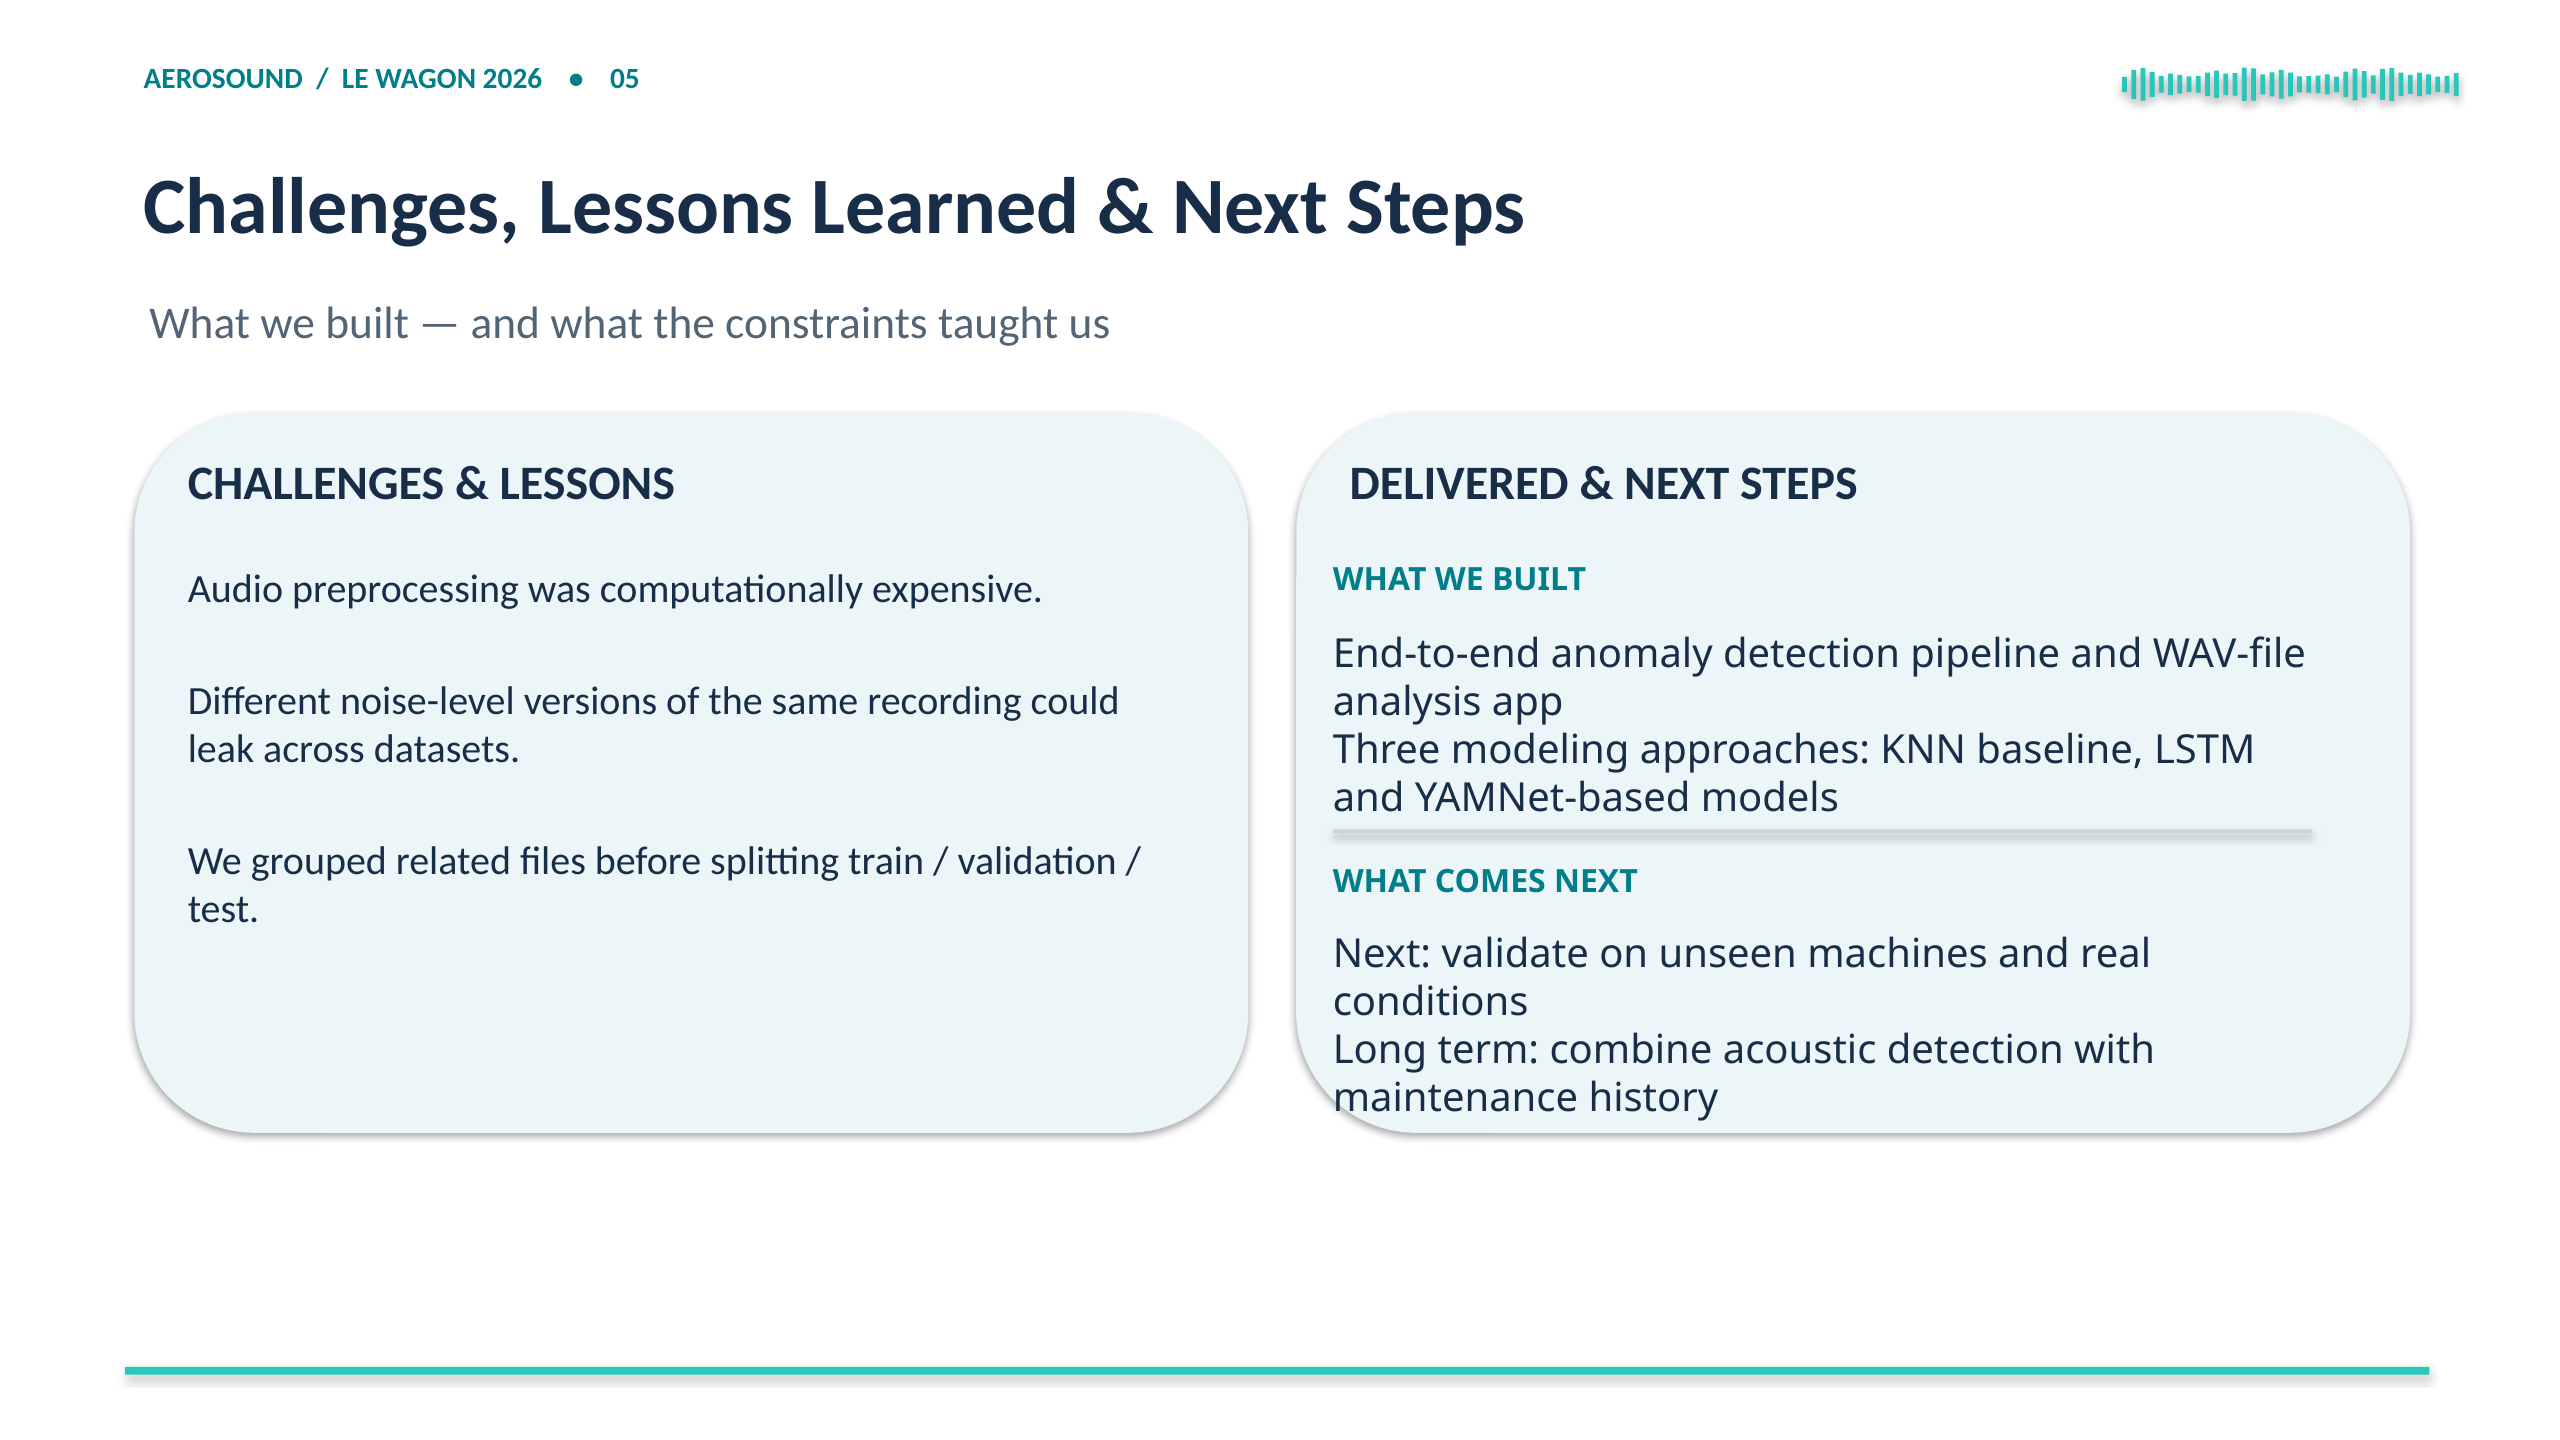 AEROSOUND / LE WAGON 2026 • 05
Challenges, Lessons Learned & Next Steps
What we built — and what the constraints taught us
CHALLENGES & LESSONS
Audio preprocessing was computationally expensive.
Different noise-level versions of the same recording could
leak across datasets.
We grouped related files before splitting train / validation /
test.
DELIVERED & NEXT STEPS
WHAT WE BUILT
End-to-end anomaly detection pipeline and WAV-file
analysis app
Three modeling approaches: KNN baseline, LSTM
and YAMNet-based models
WHAT COMES NEXT
Next: validate on unseen machines and real
conditions
Long term: combine acoustic detection with
maintenance history